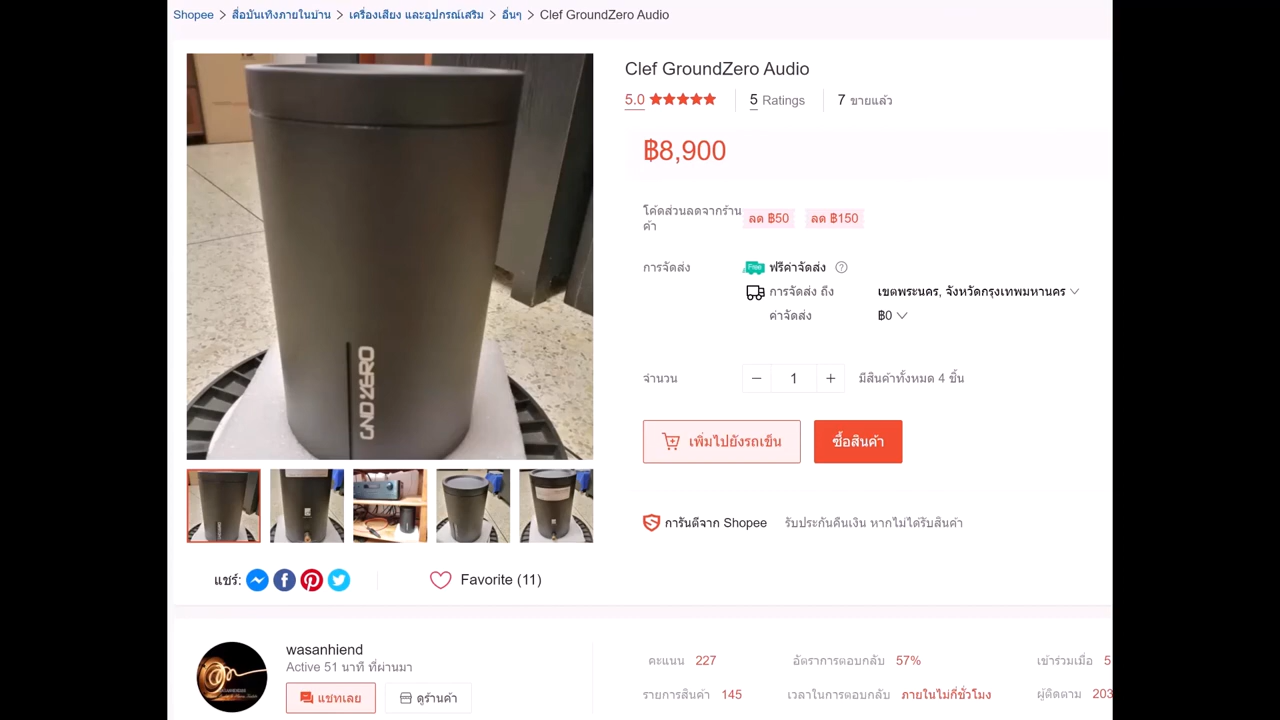 Shopee > สื่อบันเทิงภายในบ้าน > เครื่องเสียง และอุปกรณ์เสริม > อื่นๆ > Clef GroundZero Audio
Clef GroundZero Audio
5.0 5 Ratings 7 ขายแล้ว
฿8,900
โค้ดส่วนลดจากร้านค้า ลด ฿50 ลด ฿150
การจัดส่ง Free ฟรีค่าจัดส่ง ?
การจัดส่ง ถึง เขตพระนคร, จังหวัดกรุงเทพมหานคร
ค่าจัดส่ง ฿0
จำนวน − 1 + มีสินค้าทั้งหมด 4 ชิ้น
เพิ่มไปยังรถเข็น ซื้อสินค้า
การันตีจาก Shopee รับประกันคืนเงิน หากไม่ได้รับสินค้า
GND ZERO
แชร์: Favorite (11)
wasanhiend
Active 51 นาที ที่ผ่านมา
แชทเลย ดูร้านค้า
คะแนน 227 อัตราการตอบกลับ 57% เข้าร่วมเมื่อ 5
รายการสินค้า 145 เวลาในการตอบกลับ ภายในไม่กี่ชั่วโมง ผู้ติดตาม 203